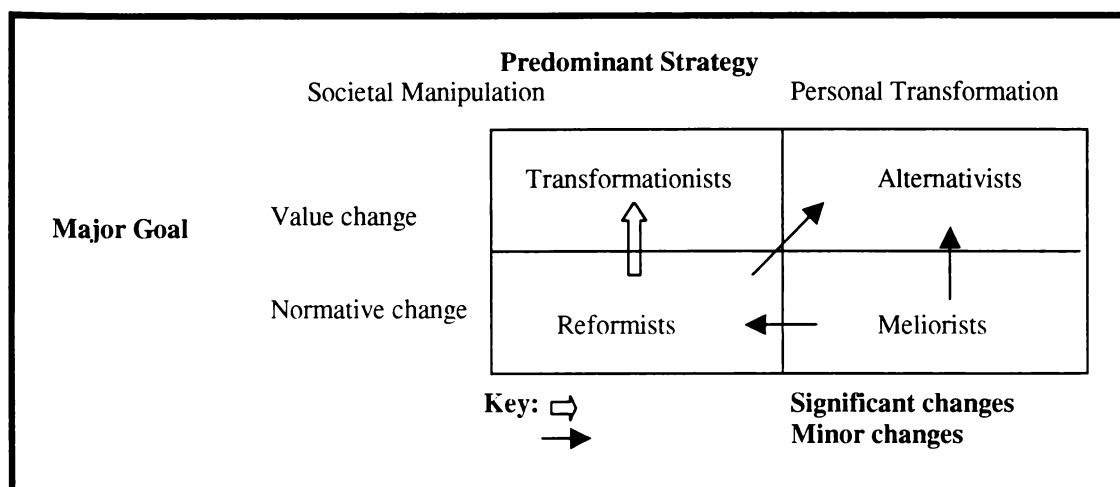 Predominant Strategy
Societal Manipulation Personal Transformation
Transformationists Alternativists
Major Goal Value change
Normative change
Reformists Meliorists
Key: Significant changes
Minor changes